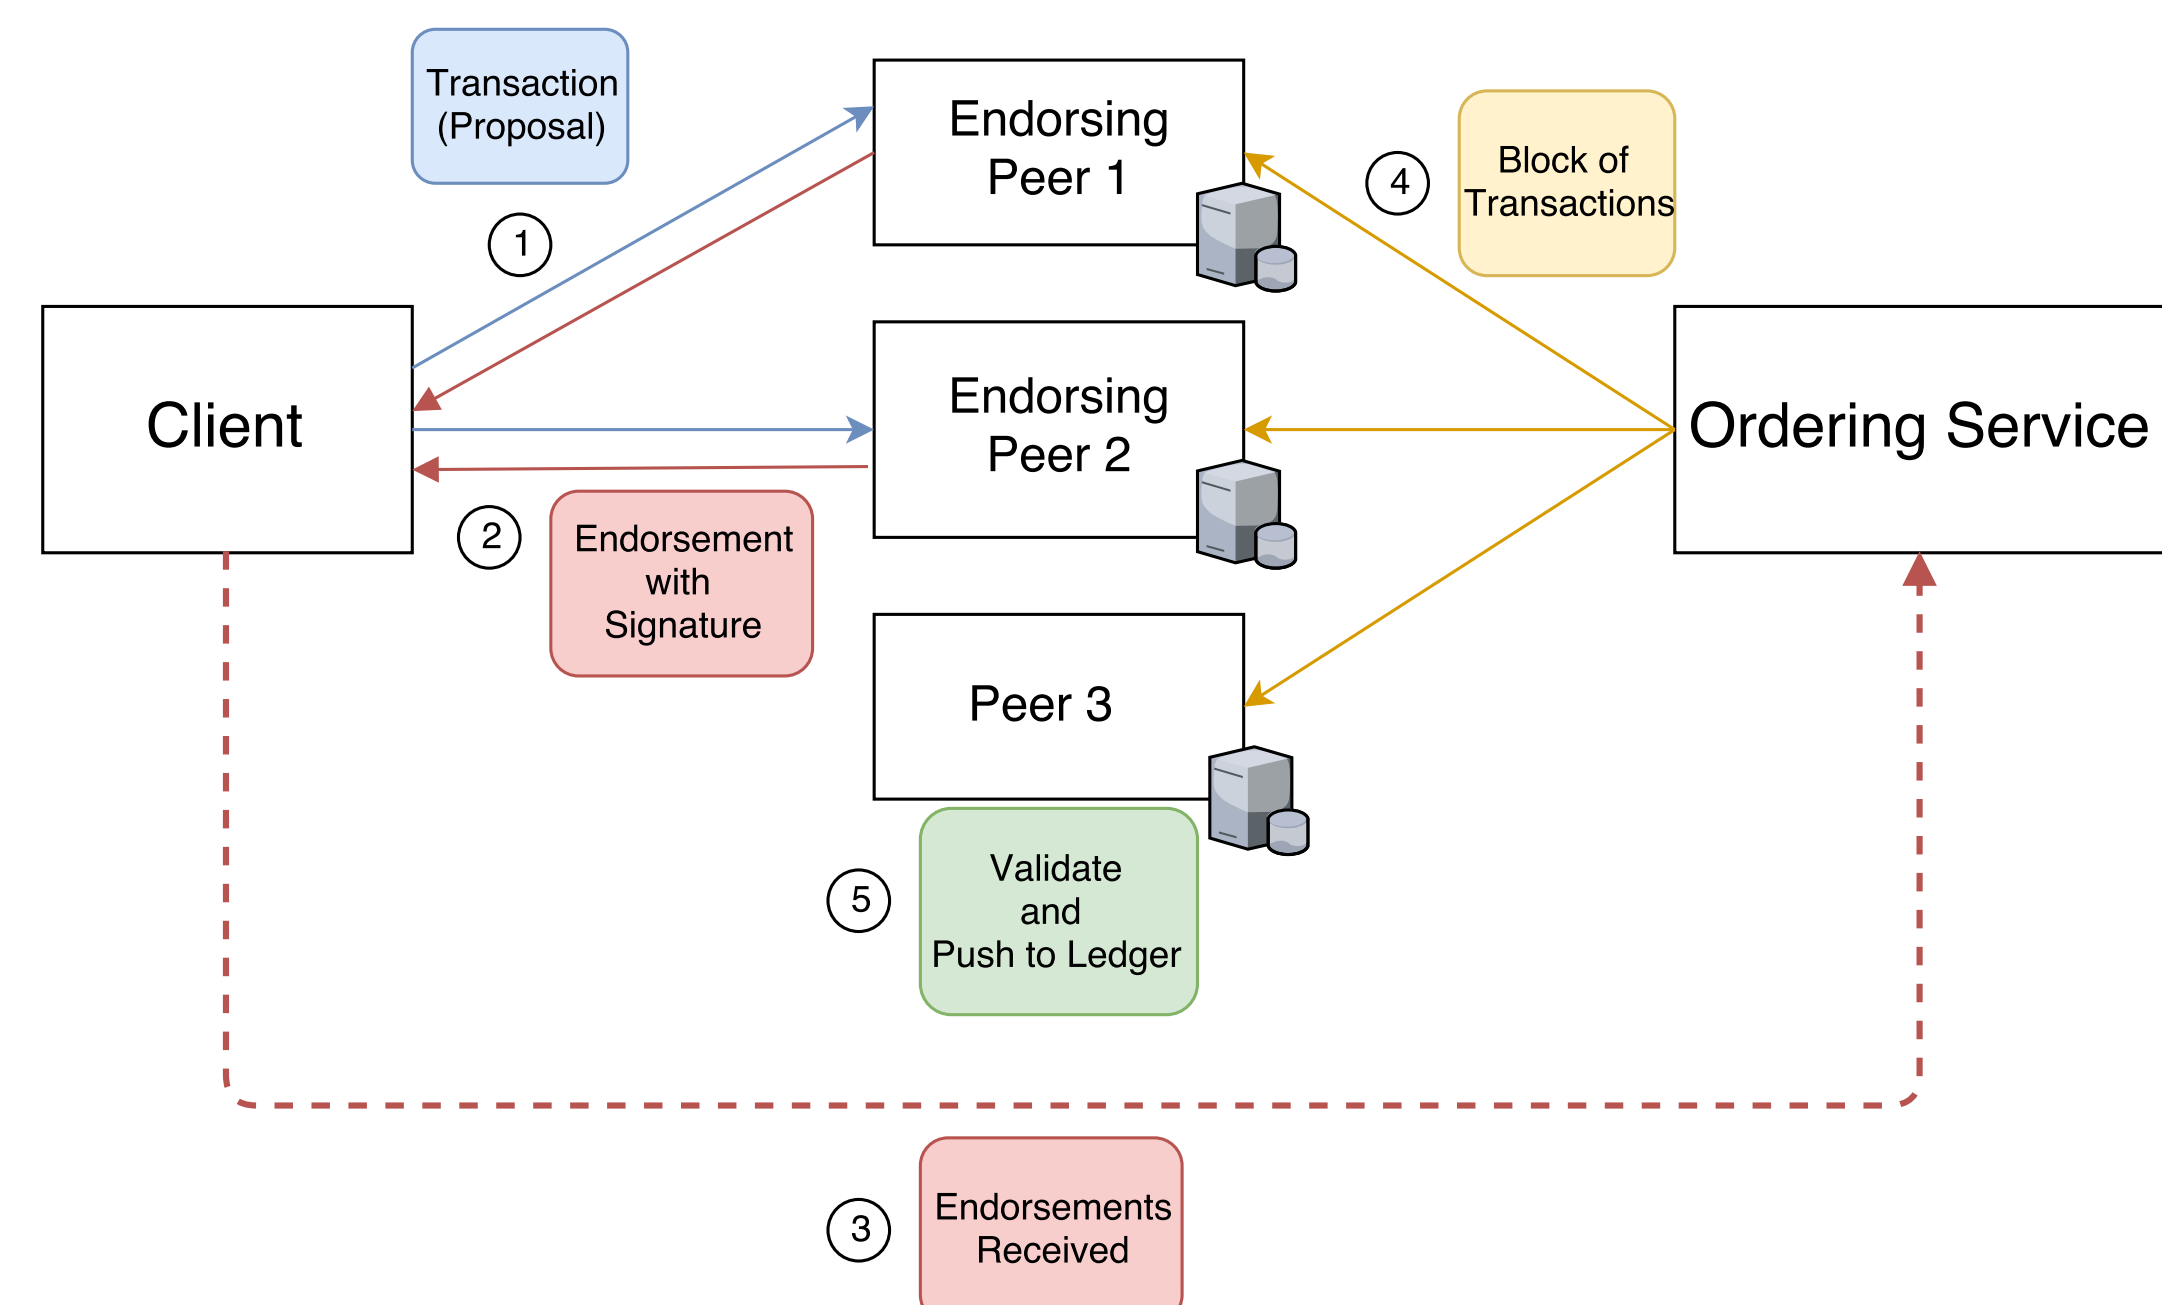 Transaction
(Proposal)
1
Endorsing
Peer 1
4
Block of
Transactions
Client
Endorsing
Peer 2
Ordering Service
2
Endorsement
with
Signature
Peer 3
5
Validate
and
Push to Ledger
3
Endorsements
Received